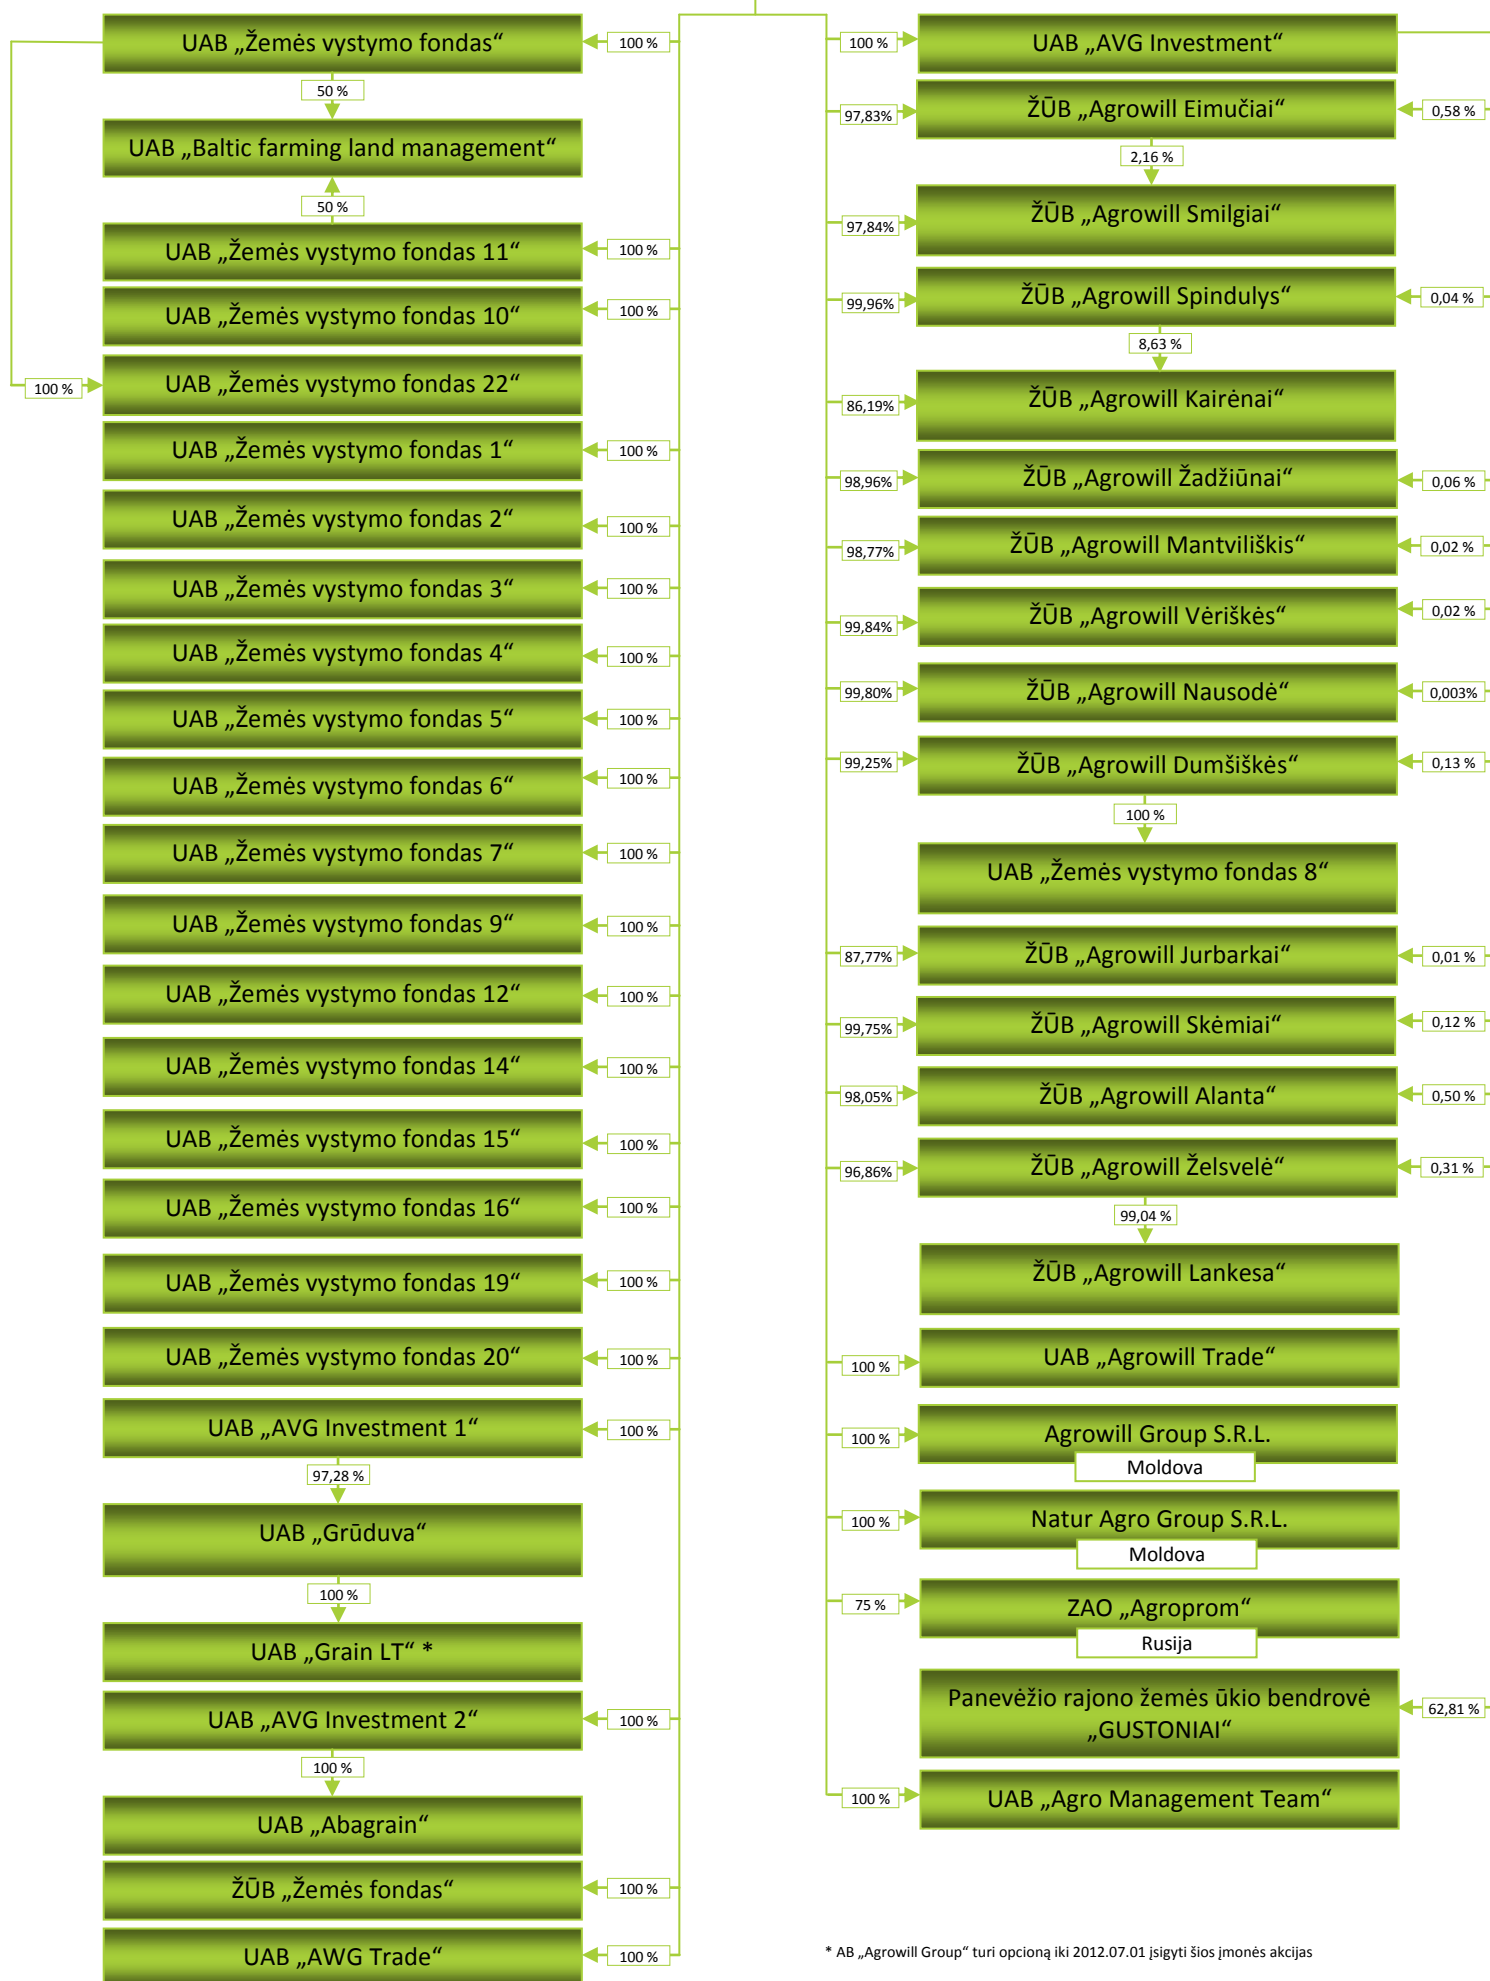 UAB „Žemės vystymo fondas“
100 %
50 %
UAB „Baltic farming land management“
50 %
UAB „Žemės vystymo fondas 11“
100 %
UAB „Žemės vystymo fondas 10“
100 %
100 %
UAB „Žemės vystymo fondas 22“
UAB „Žemės vystymo fondas 1“
100 %
UAB „Žemės vystymo fondas 2“
100 %
UAB „Žemės vystymo fondas 3“
100 %
UAB „Žemės vystymo fondas 4“
100 %
UAB „Žemės vystymo fondas 5“
100 %
UAB „Žemės vystymo fondas 6“
100 %
UAB „Žemės vystymo fondas 7“
100 %
UAB „Žemės vystymo fondas 9“
100 %
UAB „Žemės vystymo fondas 12“
100 %
UAB „Žemės vystymo fondas 14“
100 %
UAB „Žemės vystymo fondas 15“
100 %
UAB „Žemės vystymo fondas 16“
100 %
UAB „Žemės vystymo fondas 19“
100 %
UAB „Žemės vystymo fondas 20“
100 %
UAB „AVG Investment 1“
100 %
97,28 %
UAB „Grūduva“
100 %
UAB „Grain LT“ *
UAB „AVG Investment 2“
100 %
100 %
UAB „Abagrain“
ŽŪB „Žemės fondas“
100 %
UAB „AWG Trade“
100 %
100 %
UAB „AVG Investment“
97,83%
ŽŪB „Agrowill Eimučiai“
0,58 %
2,16 %
97,84%
ŽŪB „Agrowill Smilgiai“
99,96%
ŽŪB „Agrowill Spindulys“
0,04 %
8,63 %
86,19%
ŽŪB „Agrowill Kairėnai“
98,96%
ŽŪB „Agrowill Žadžiūnai“
0,06 %
98,77%
ŽŪB „Agrowill Mantviliškis“
0,02 %
99,84%
ŽŪB „Agrowill Vėriškės“
0,02 %
99,80%
ŽŪB „Agrowill Nausodė“
0,003%
99,25%
ŽŪB „Agrowill Dumšiškės“
0,13 %
100 %
UAB „Žemės vystymo fondas 8“
87,77%
ŽŪB „Agrowill Jurbarkai“
0,01 %
99,75%
ŽŪB „Agrowill Skėmiai“
0,12 %
98,05%
ŽŪB „Agrowill Alanta“
0,50 %
96,86%
ŽŪB „Agrowill Želsvelė“
0,31 %
99,04 %
ŽŪB „Agrowill Lankesa“
100 %
UAB „Agrowill Trade“
100 %
Agrowill Group S.R.L.
Moldova
100 %
Natur Agro Group S.R.L.
Moldova
75 %
ZAO „Agroprom“
Rusija
Panevėžio rajono žemės ūkio bendrovė
„GUSTONIAI“
62,81 %
100 %
UAB „Agro Management Team“
* AB „Agrowill Group“ turi opcioną iki 2012.07.01 įsigyti šios įmonės akcijas